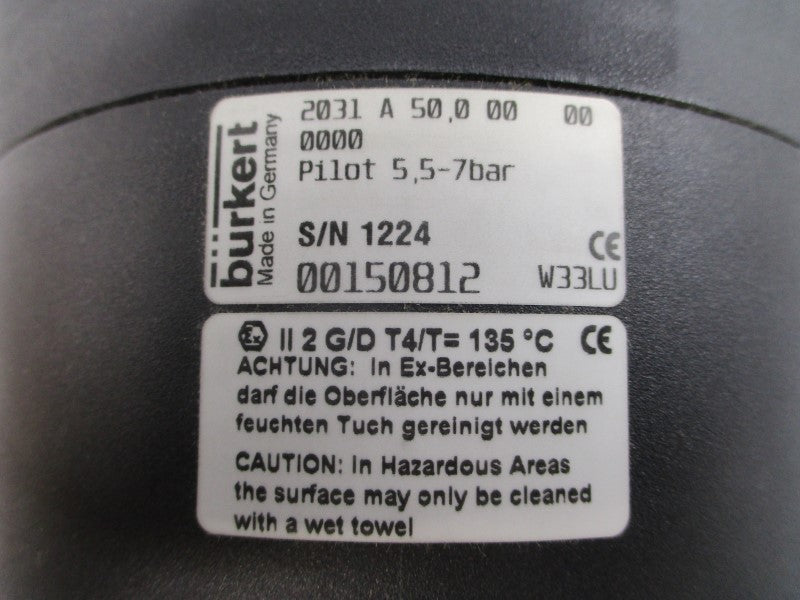 bürkert
Made in Germany
2031 A 50,0 00 00
0000
Pilot 5,5-7bar
S/N 1224
CE
00150812 W33LU
Ex II 2 G/D T4/T= 135 °C CE
ACHTUNG: In Ex-Bereichen
darf die Oberfläche nur mit einem
feuchten Tuch gereinigt werden
CAUTION: In Hazardous Areas
the surface may only be cleaned
with a wet towel